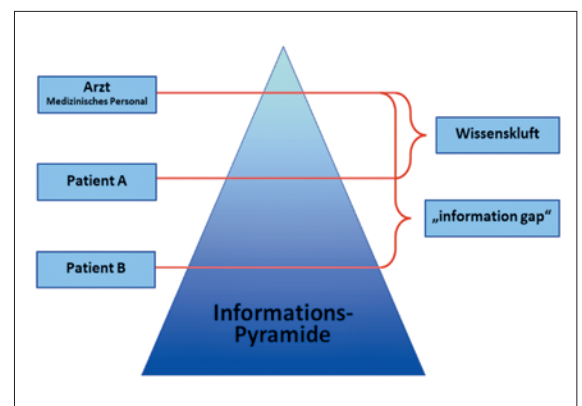 Arzt
Medizinisches Personal
Wissenskluft
Patient A
„information gap“
Patient B
Informations-
Pyramide